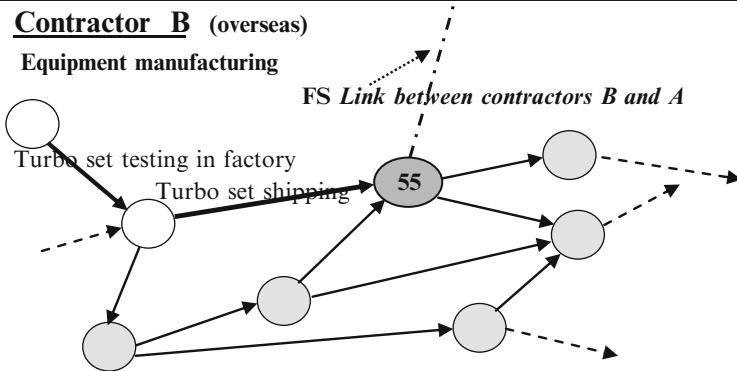 Contractor B (overseas)
Equipment manufacturing
FS Link between contractors B and A
Turbo set testing in factory
Turbo set shipping
55